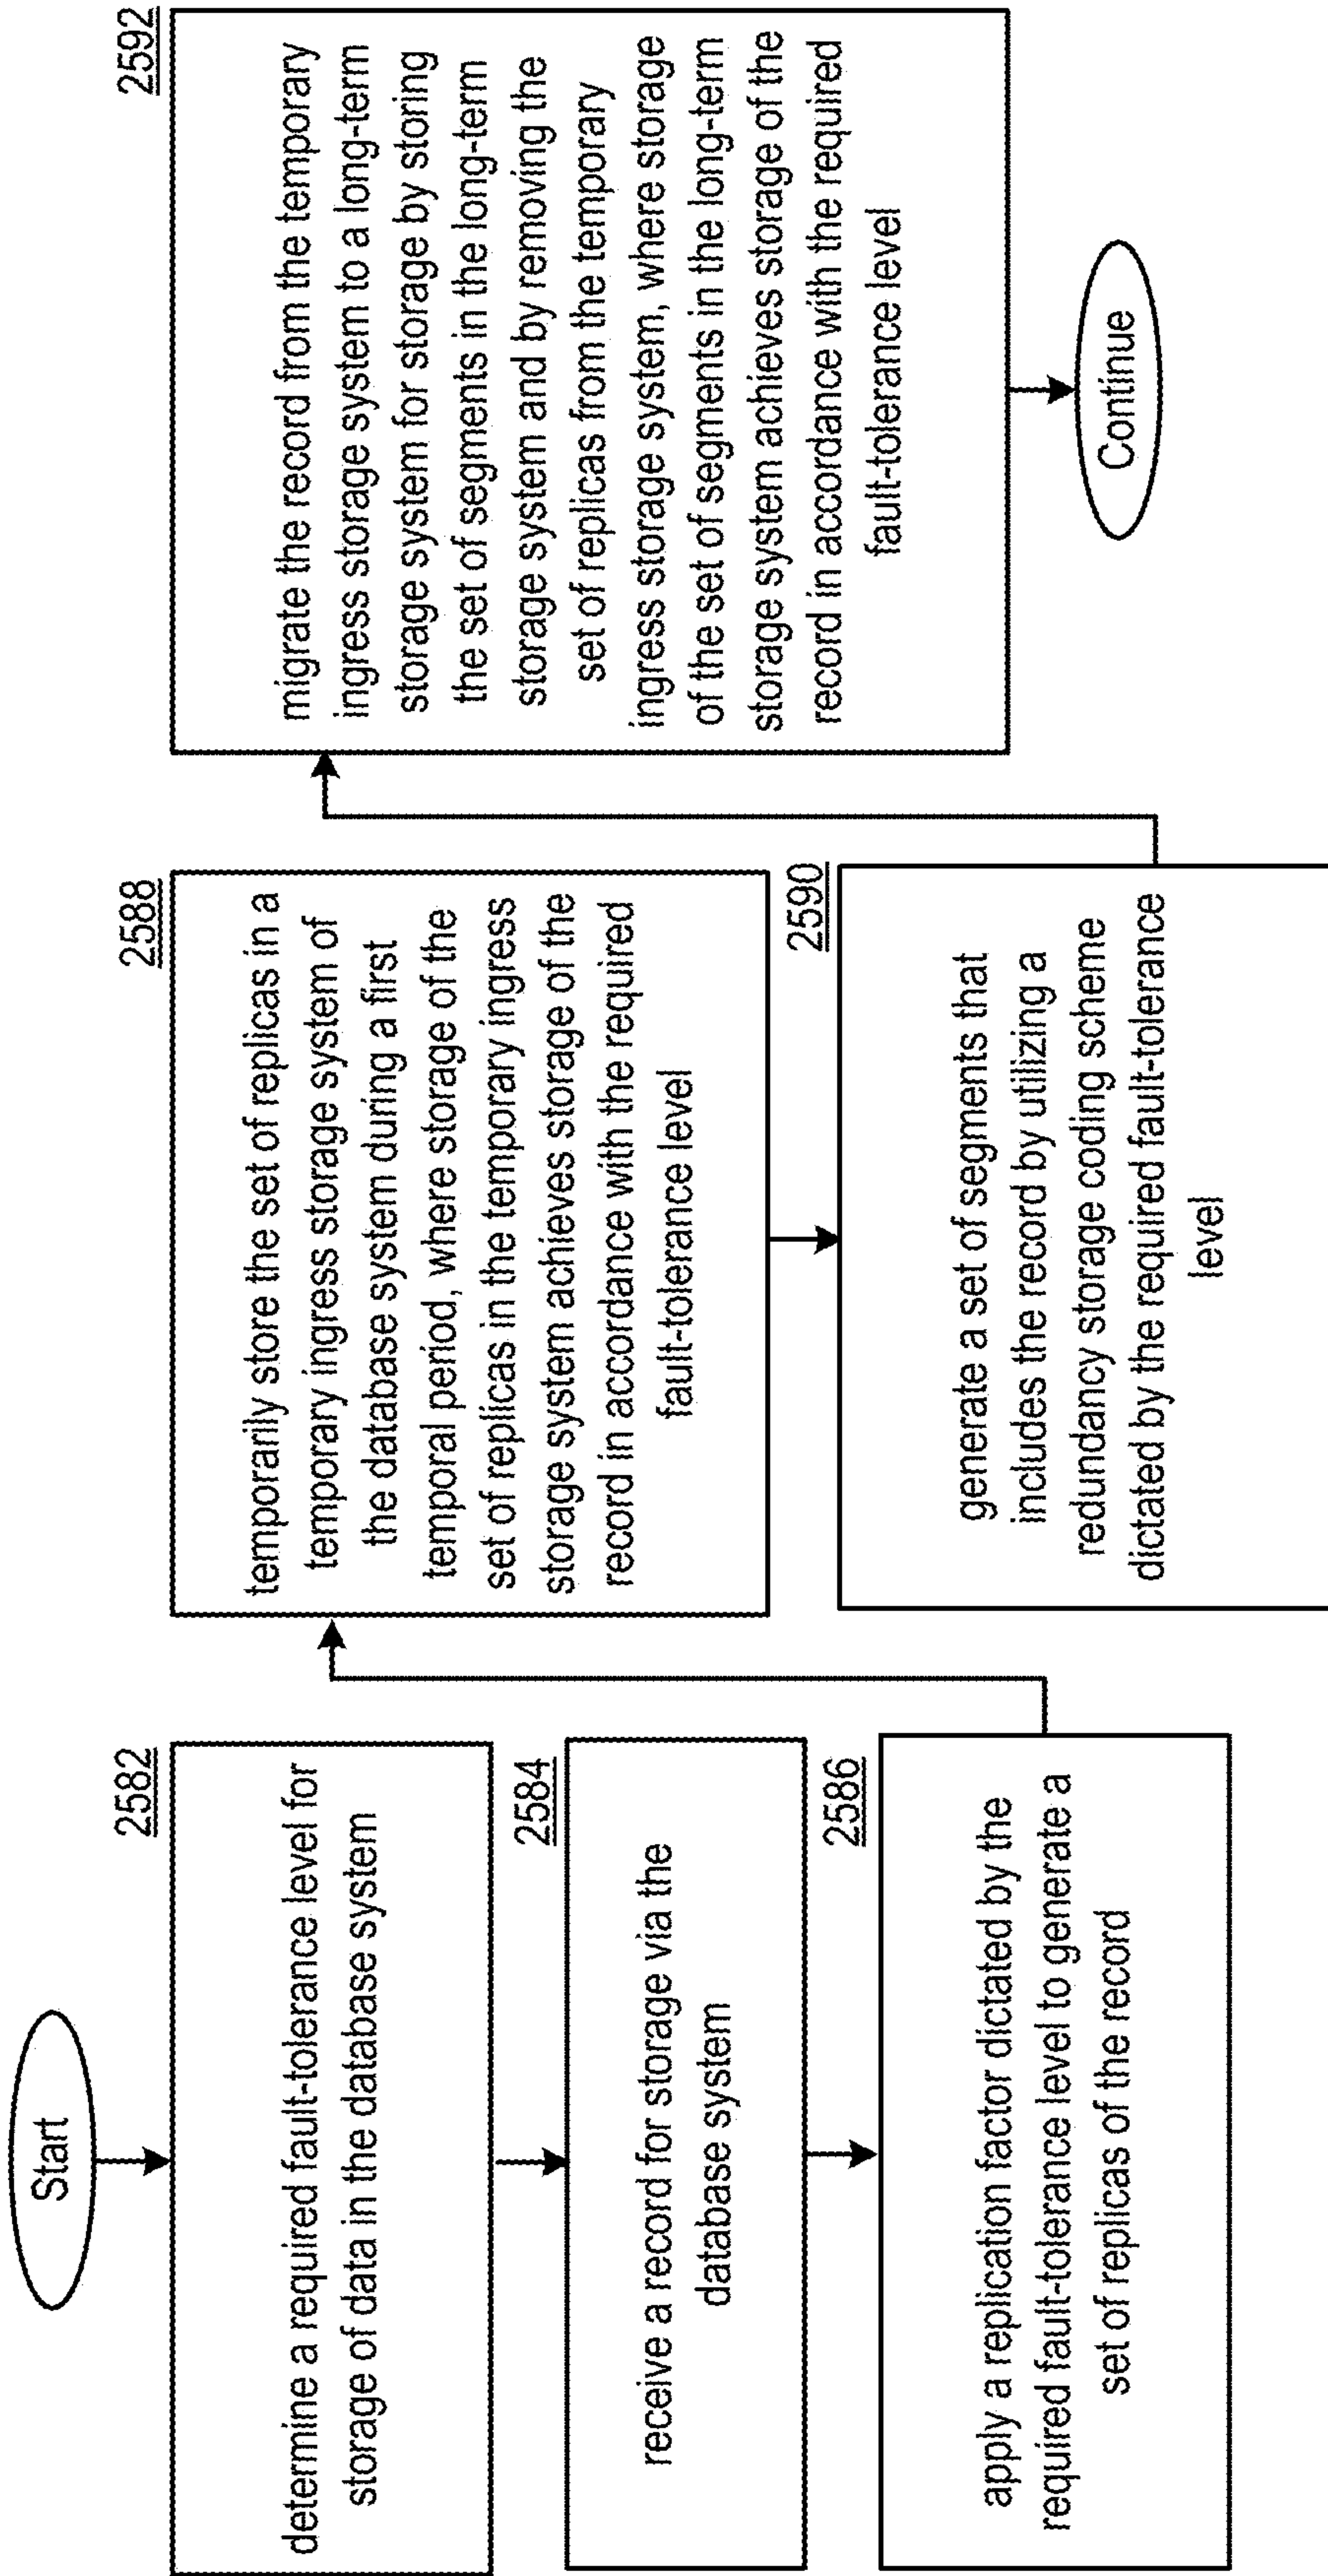 Start
2582
determine a required fault-tolerance level for
storage of data in the database system
2584
receive a record for storage via the
database system
2586
apply a replication factor dictated by the
required fault-tolerance level to generate a
set of replicas of the record
2588
temporarily store the set of replicas in a
temporary ingress storage system of
the database system during a first
temporal period, where storage of the
set of replicas in the temporary ingress
storage system achieves storage of the
record in accordance with the required
fault-tolerance level
2590
generate a set of segments that
includes the record by utilizing a
redundancy storage coding scheme
dictated by the required fault-tolerance
level
2592
migrate the record from the temporary
ingress storage system to a long-term
storage system for storage by storing
the set of segments in the long-term
storage system and by removing the
set of replicas from the temporary
ingress storage system, where storage
of the set of segments in the long-term
storage system achieves storage of the
record in accordance with the required
fault-tolerance level
Continue